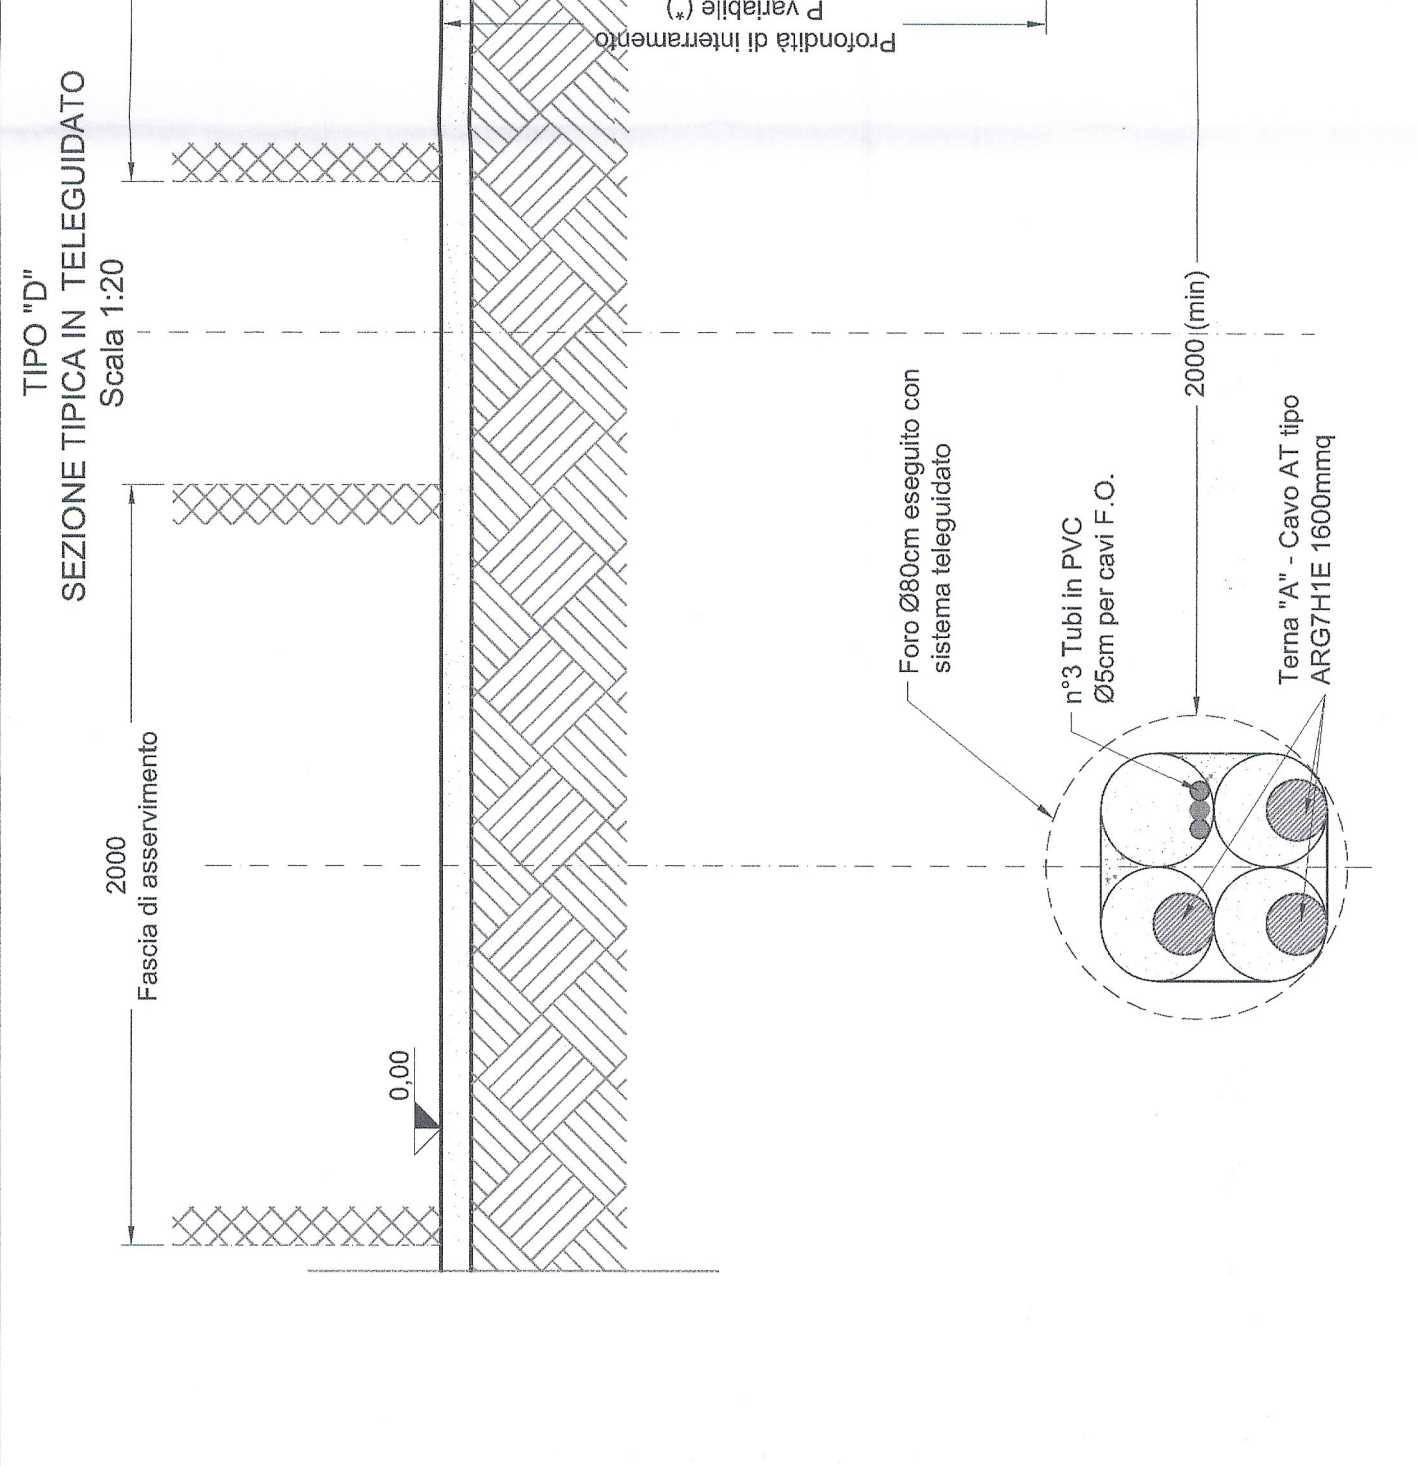 TIPO "D"
SEZIONE TIPICA IN TELEGUIDATO
Scala 1:20
2000
Fascia di asservimento
0,00
Profondità di interramento
P variabile (*)
Foro Ø80cm eseguito con
sistema teleguidato
n°3 Tubi in PVC
Ø5cm per cavi F.O.
2000 (min)
Terna "A" - Cavo AT tipo
ARG7H1E 1600mmq